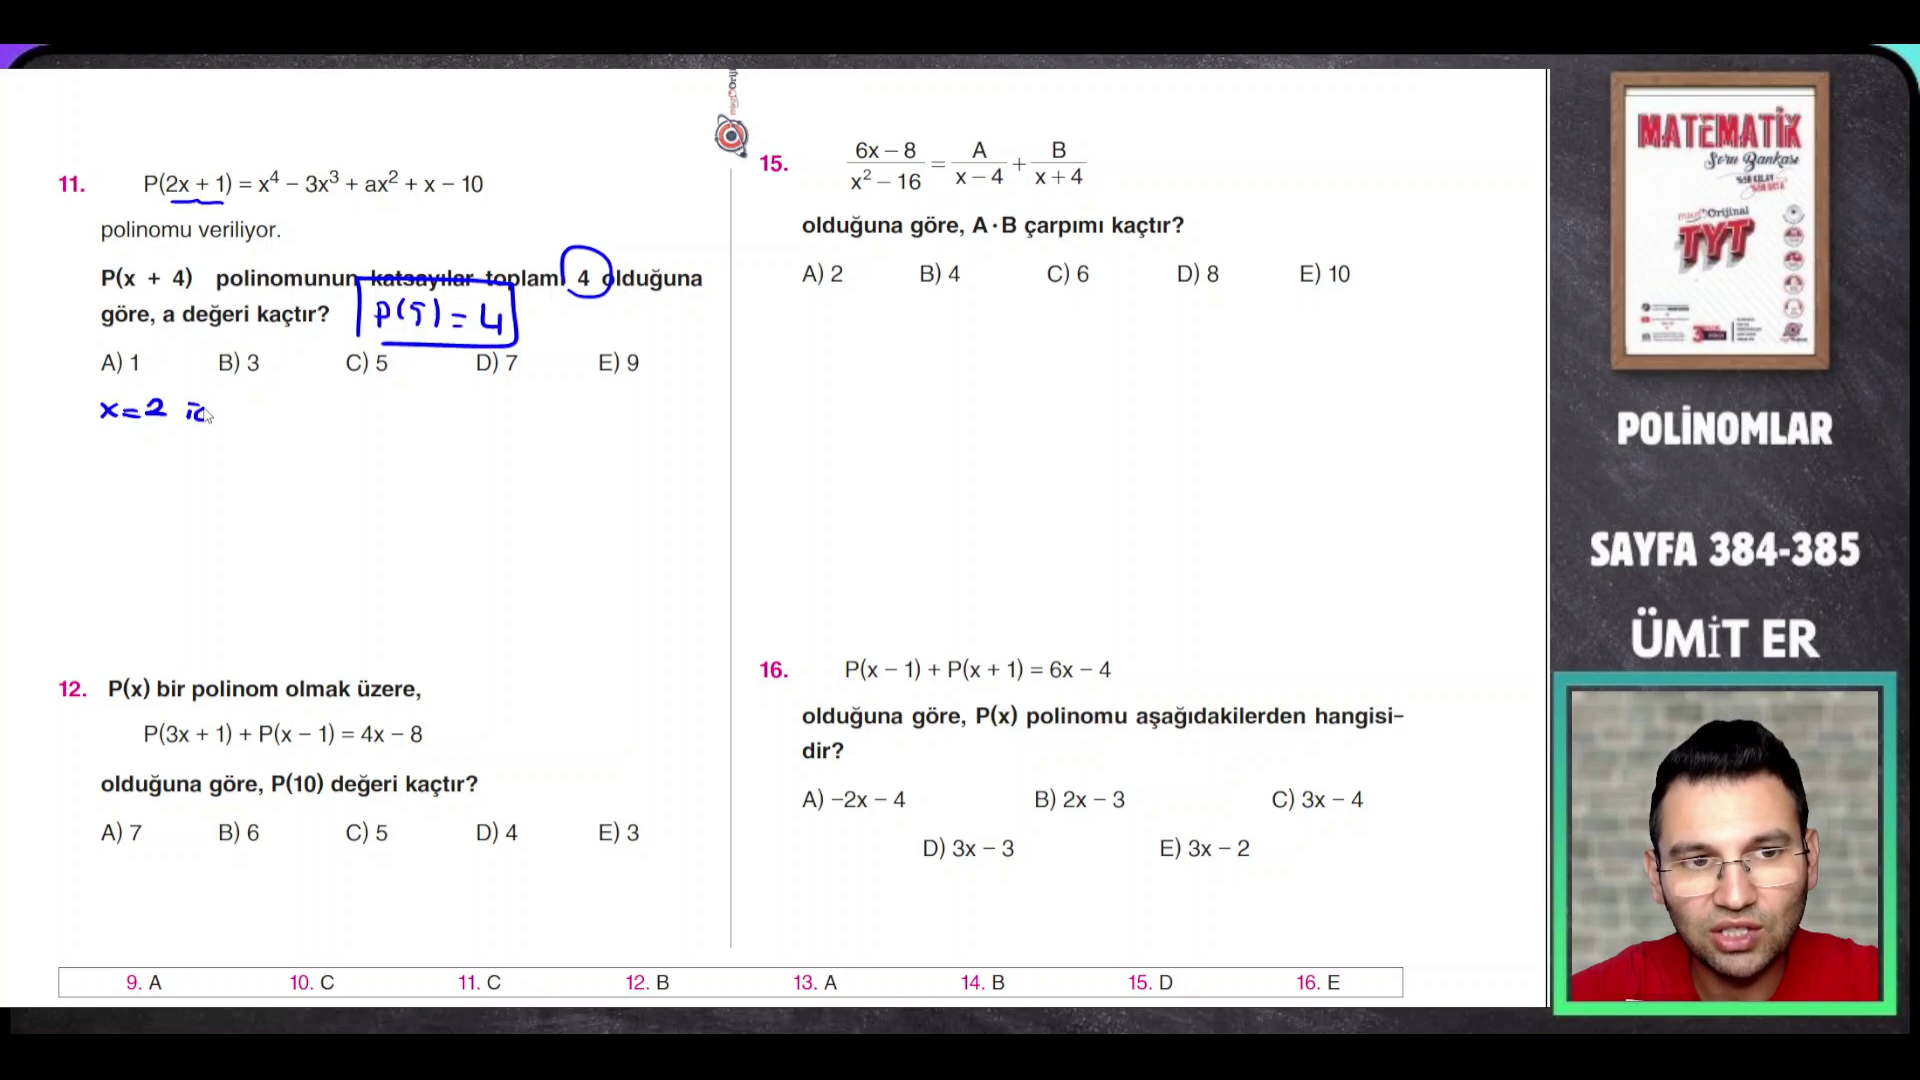 11. P(2x + 1) = x⁴ − 3x³ + ax² + x − 10
polinomu veriliyor.
P(x + 4) polinomunun katsayılar toplamı 4 olduğuna
göre, a değeri kaçtır?
P(5) = 4
A) 1 B) 3 C) 5 D) 7 E) 9
x=2 iç
12. P(x) bir polinom olmak üzere,
P(3x + 1) + P(x − 1) = 4x − 8
olduğuna göre, P(10) değeri kaçtır?
A) 7 B) 6 C) 5 D) 4 E) 3
15. (6x − 8)/(x² − 16) = A/(x − 4) + B/(x + 4)
olduğuna göre, A · B çarpımı kaçtır?
A) 2 B) 4 C) 6 D) 8 E) 10
16. P(x − 1) + P(x + 1) = 6x − 4
olduğuna göre, P(x) polinomu aşağıdakilerden hangisi-
dir?
A) −2x − 4 B) 2x − 3 C) 3x − 4
D) 3x − 3 E) 3x − 2
9. A 10. C 11. C 12. B 13. A 14. B 15. D 16. E
MATEMATİK
Soru Bankası
Orijinal
TYT
POLİNOMLAR
SAYFA 384-385
ÜMİT ER